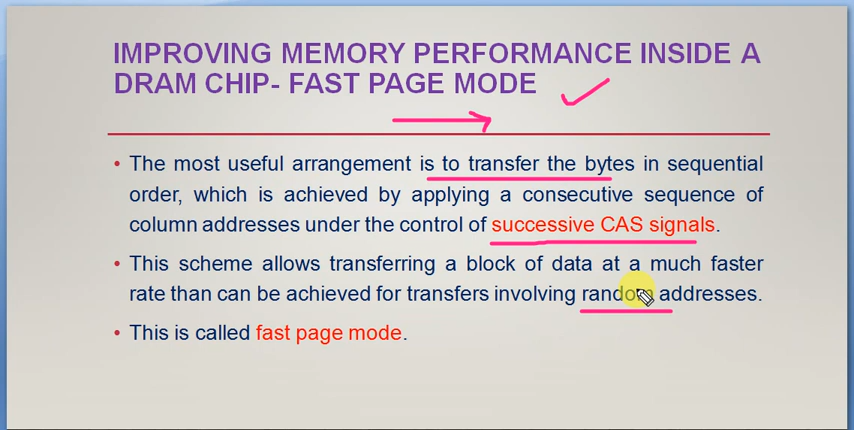 IMPROVING MEMORY PERFORMANCE INSIDE A
DRAM CHIP- FAST PAGE MODE
• The most useful arrangement is to transfer the bytes in sequential
order, which is achieved by applying a consecutive sequence of
column addresses under the control of successive CAS signals.
• This scheme allows transferring a block of data at a much faster
rate than can be achieved for transfers involving random addresses.
• This is called fast page mode.